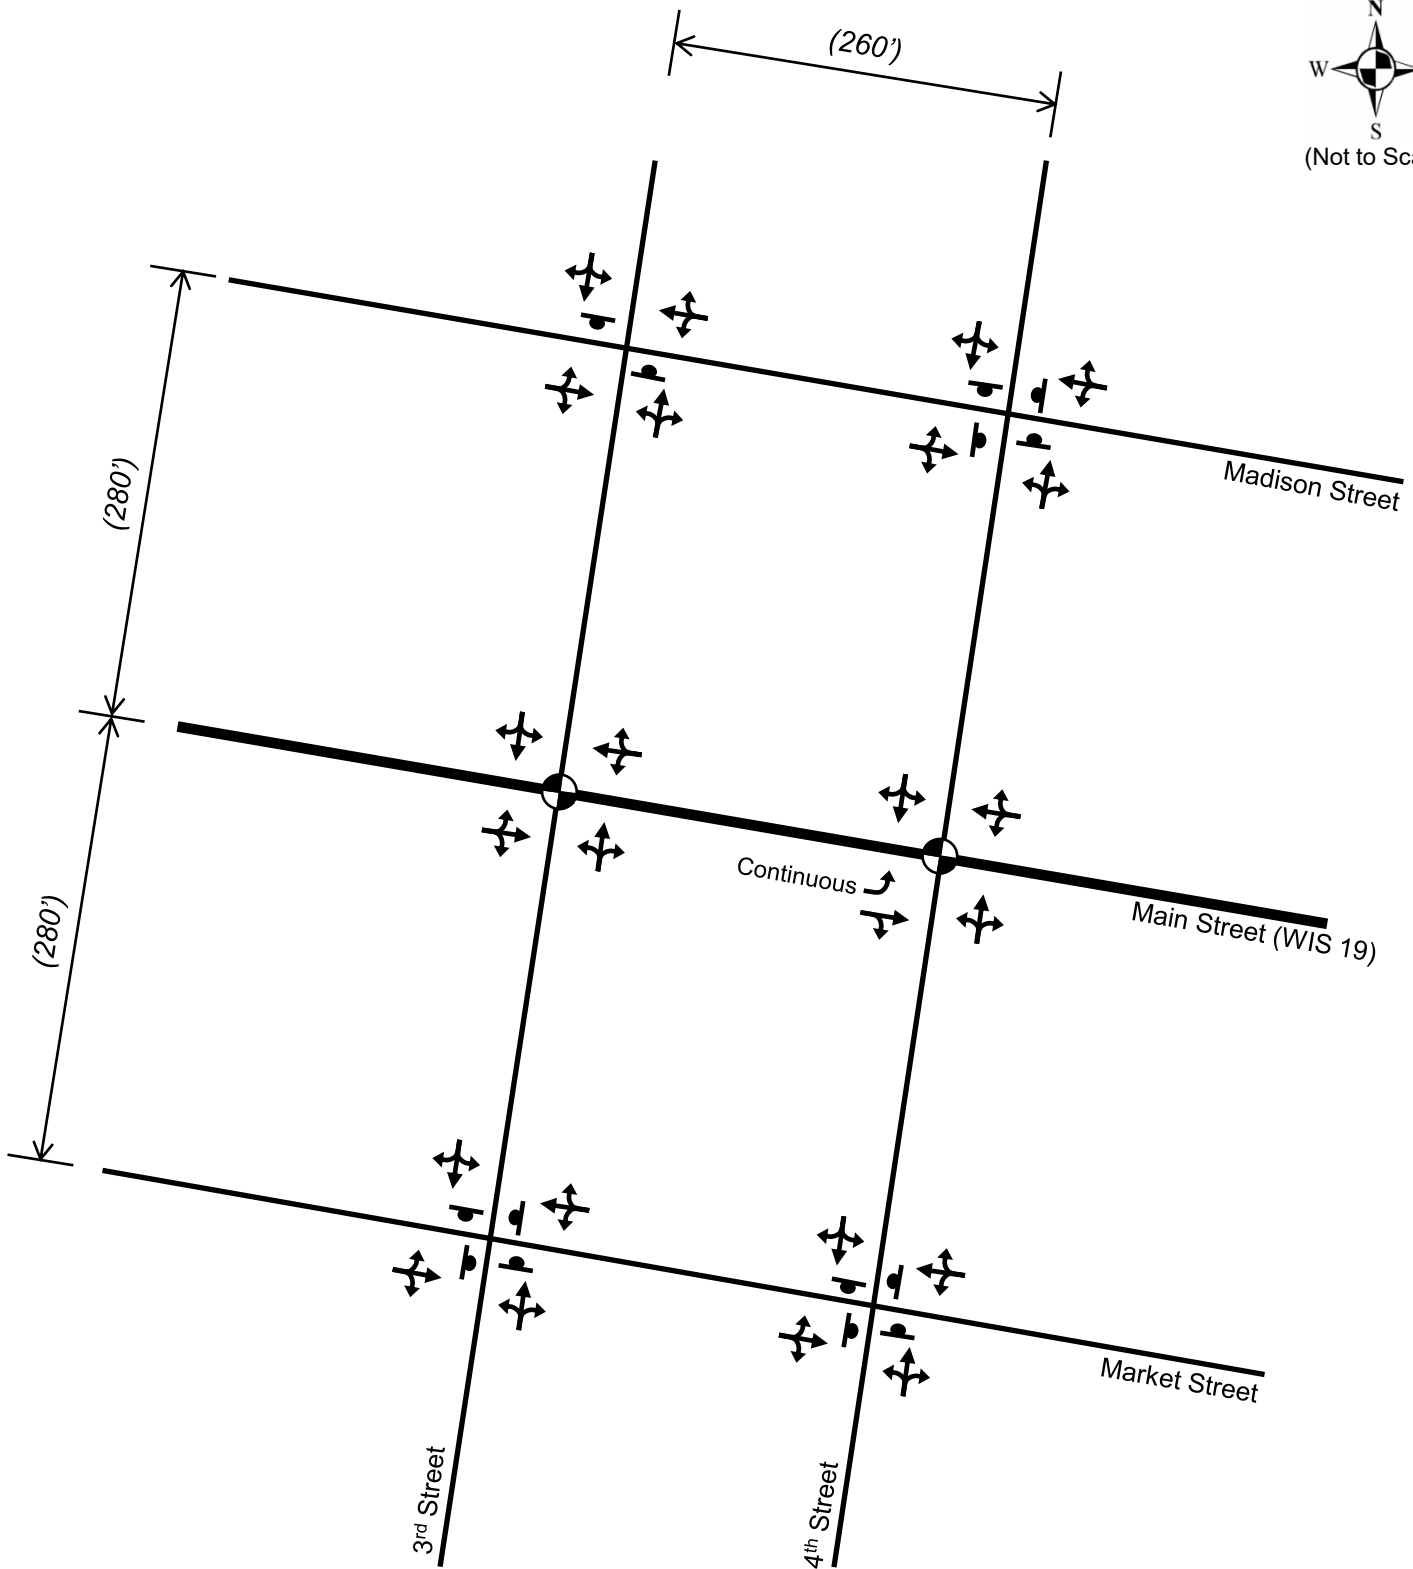 N
(260')
W
S
(Not to Sca
Madison Street
(280')
Continuous
Main Street (WIS 19)
(280')
Market Street
3rd Street
4th Street